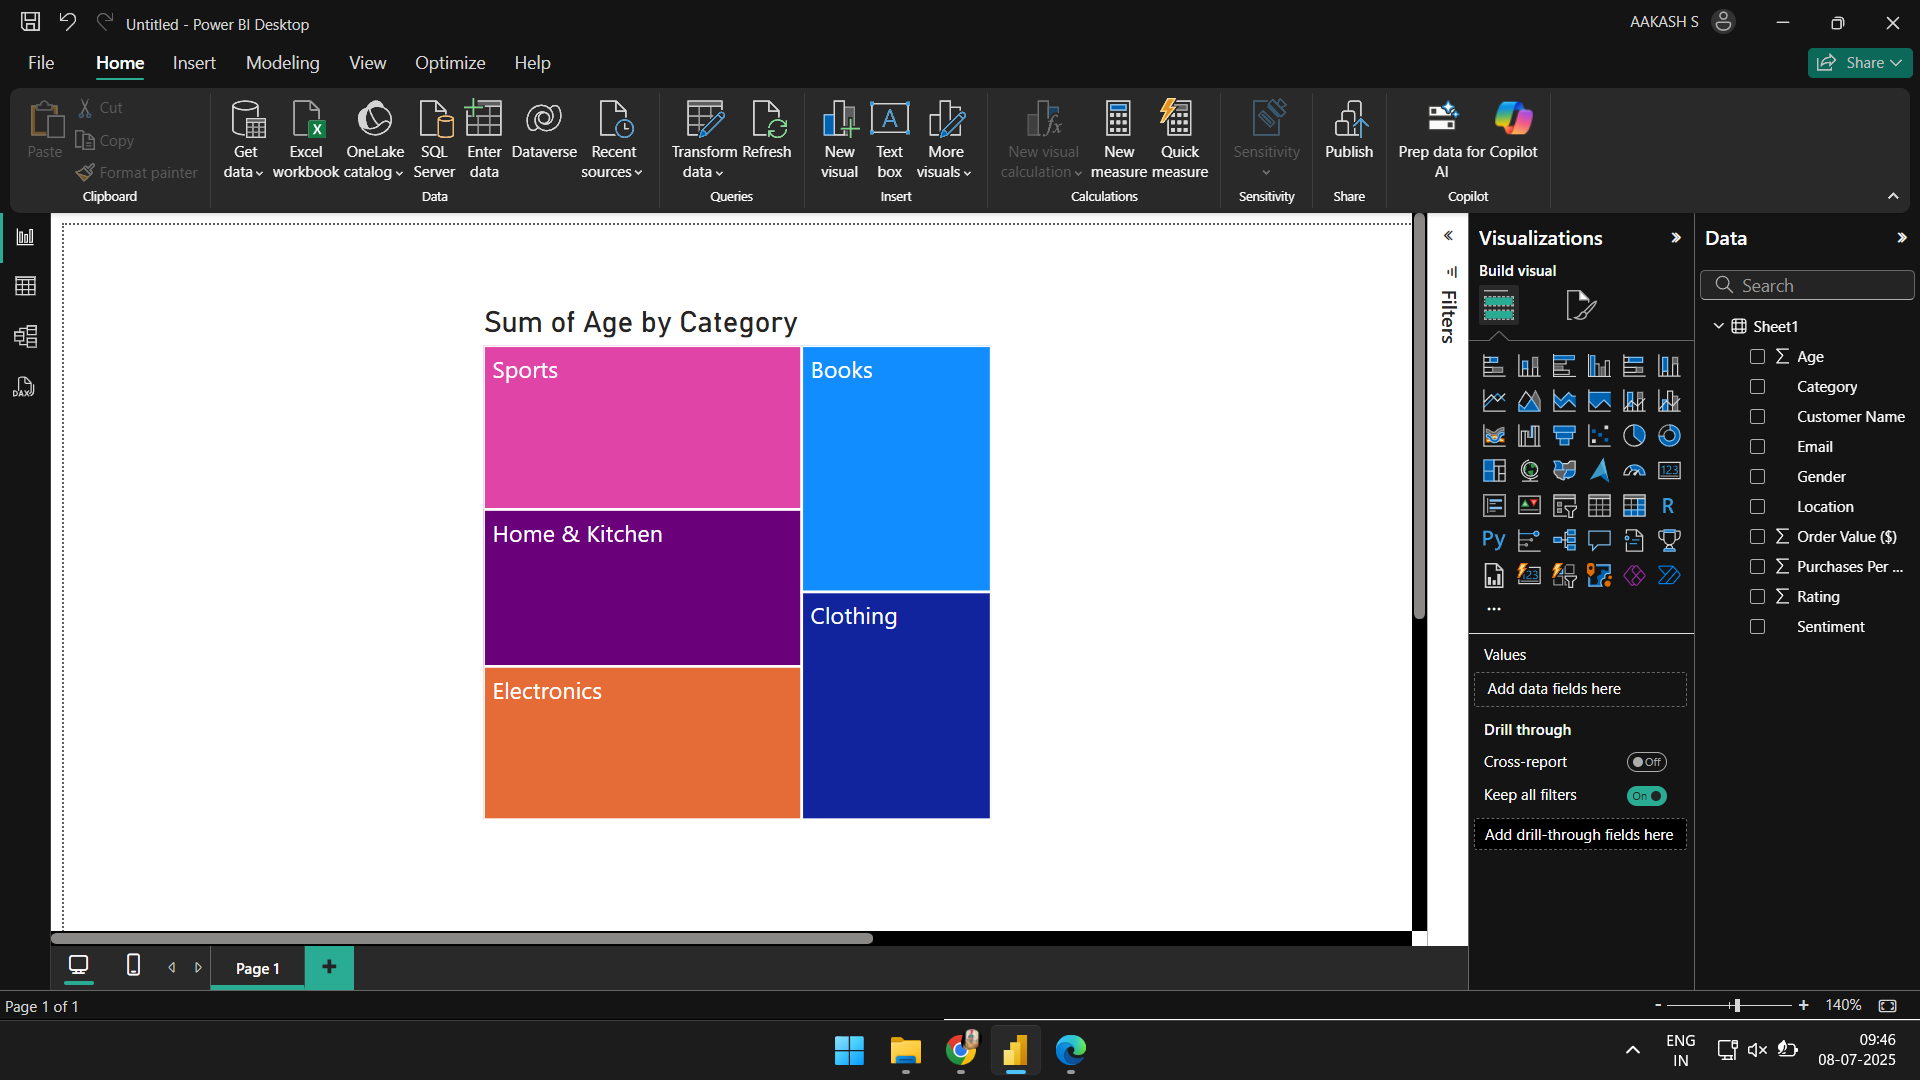 Untitled - Power BI Desktop
AAKASH S
File Home Insert Modeling View Optimize Help
Share
Paste
Cut
Copy
Format painter
Clipboard
Get data
Excel workbook
OneLake catalog
SQL Server
Enter data
Dataverse
Recent sources
Data
Transform data
Refresh
Queries
New visual
Text box
More visuals
Insert
New visual calculation
New measure
Quick measure
Calculations
Sensitivity
Sensitivity
Publish
Share
Prep data for AI
Copilot
Copilot
DAX
Sum of Age by Category
Sports
Books
Home & Kitchen
Clothing
Electronics
Filters
Visualizations
Build visual
123
R
Py
123
...
Values
Add data fields here
Drill through
Cross-report
Off
Keep all filters
On
Add drill-through fields here
Data
Search
Sheet1
Age
Category
Customer Name
Email
Gender
Location
Order Value ($)
Purchases Per ...
Rating
Sentiment
Page 1
Page 1 of 1
- + 140%
ENG
IN
09:46
08-07-2025